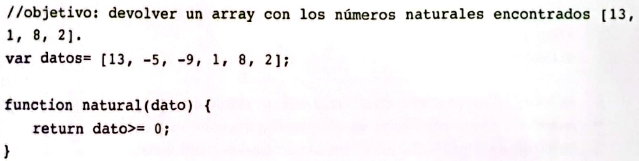 //objetivo: devolver un array con los números naturales encontrados [13,
1, 8, 2].
var datos= [13, -5, -9, 1, 8, 2];
function natural(dato) {
return dato>= 0;
}